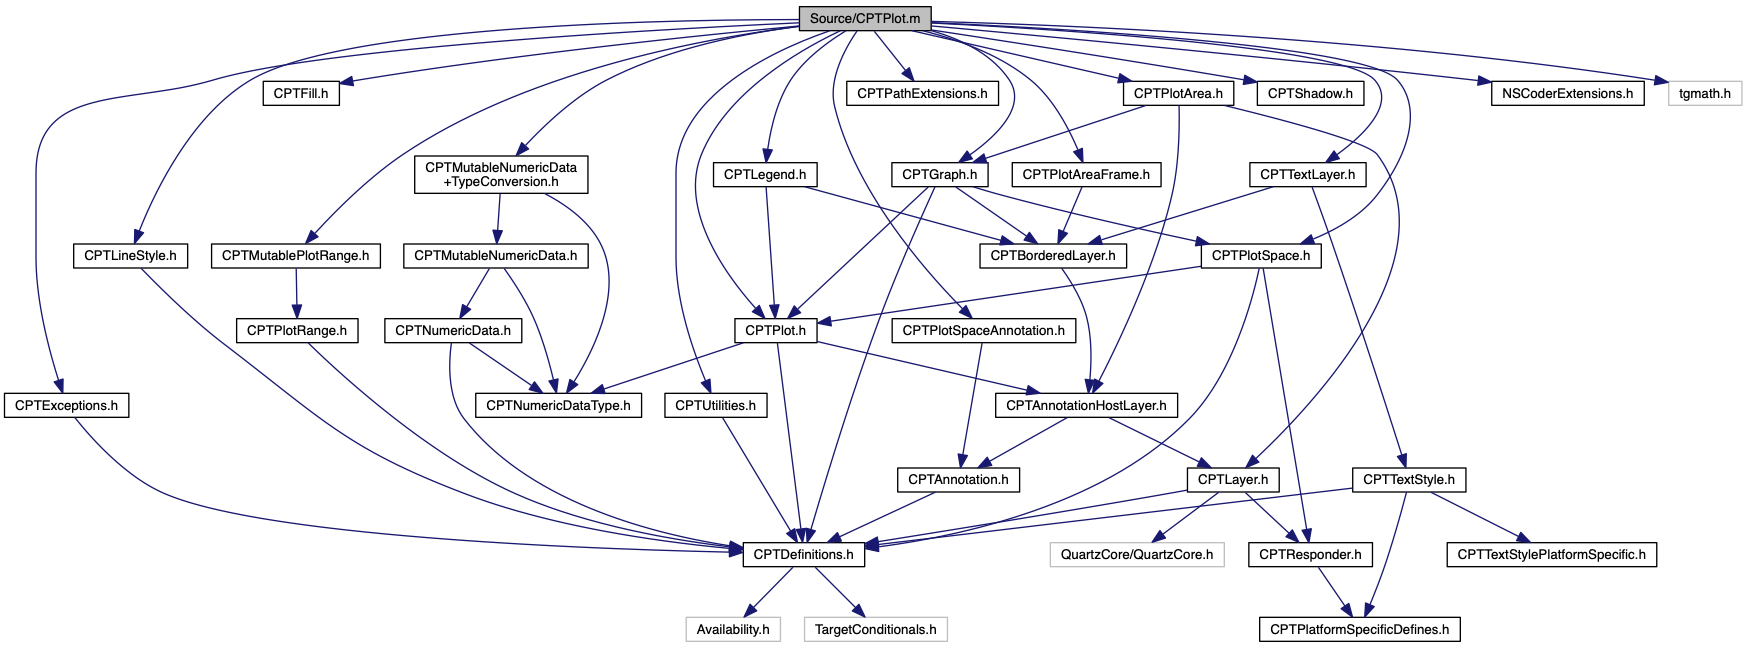 Source/CPTPlot.m
CPTFill.h
CPTPathExtensions.h
CPTPlotArea.h
CPTShadow.h
NSCoderExtensions.h
tgmath.h
CPTMutableNumericData
+TypeConversion.h
CPTLegend.h
CPTGraph.h
CPTPlotAreaFrame.h
CPTTextLayer.h
CPTLineStyle.h
CPTMutablePlotRange.h
CPTMutableNumericData.h
CPTBorderedLayer.h
CPTPlotSpace.h
CPTPlotRange.h
CPTNumericData.h
CPTPlot.h
CPTPlotSpaceAnnotation.h
CPTExceptions.h
CPTNumericDataType.h
CPTUtilities.h
CPTAnnotationHostLayer.h
CPTAnnotation.h
CPTLayer.h
CPTTextStyle.h
CPTDefinitions.h
QuartzCore/QuartzCore.h
CPTResponder.h
CPTTextStylePlatformSpecific.h
Availability.h
TargetConditionals.h
CPTPlatformSpecificDefines.h